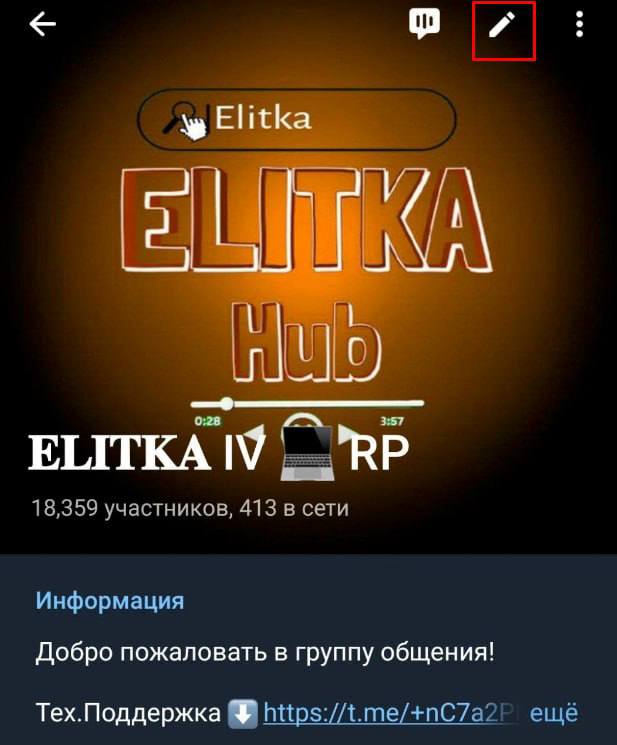 Elitka
ELITKA
Hub
0:28 3:57
ELITKA IV 💻 RP
18,359 участников, 413 в сети
Информация
Добро пожаловать в группу общения!
Тех.Поддержка ⬇️ https://t.me/+nC7a2P ещё